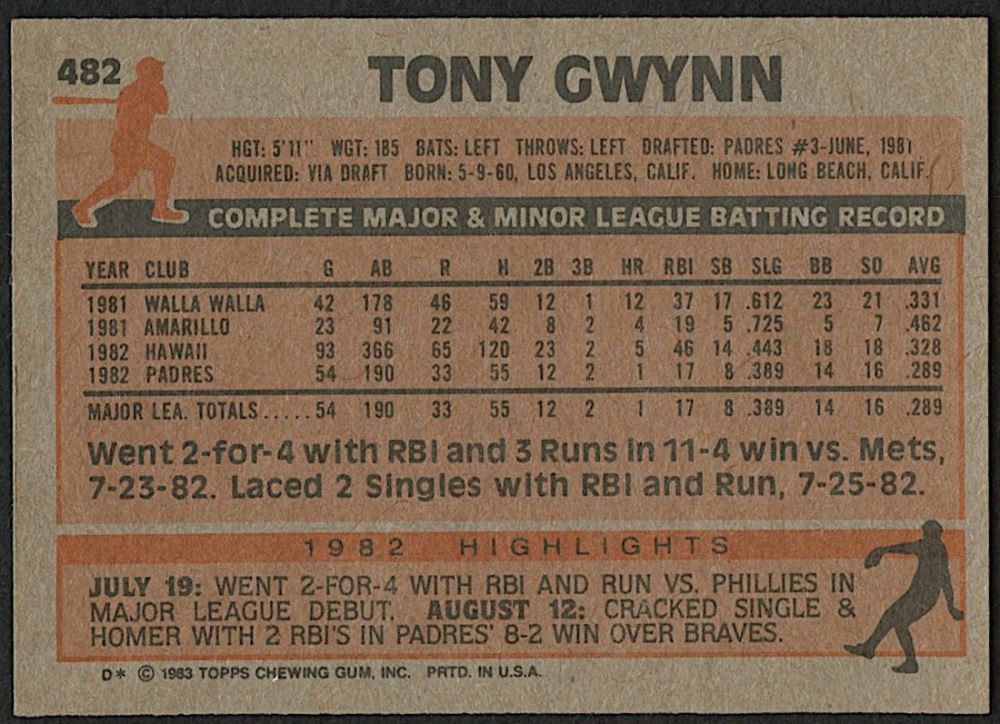 482 TONY GWYNN
HGT: 5'11" WGT: 185 BATS: LEFT THROWS: LEFT DRAFTED: PADRES #3-JUNE, 1981
ACQUIRED: VIA DRAFT BORN: 5-9-60, LOS ANGELES, CALIF. HOME: LONG BEACH, CALIF.
COMPLETE MAJOR & MINOR LEAGUE BATTING RECORD
YEAR CLUB G AB R H 2B 3B HR RBI SB SLG BB SO AVG
1981 WALLA WALLA 42 178 46 59 12 1 12 37 17 .612 23 21 .331
1981 AMARILLO 23 91 22 42 8 2 4 19 5 .725 5 7 .462
1982 HAWAII 93 366 65 120 23 2 5 46 14 .443 18 18 .328
1982 PADRES 54 190 33 55 12 2 1 17 8 .389 14 16 .289
MAJOR LEA. TOTALS.....54 190 33 55 12 2 1 17 8 .389 14 16 .289
Went 2-for-4 with RBI and 3 Runs in 11-4 win vs. Mets,
7-23-82. Laced 2 Singles with RBI and Run, 7-25-82.
1982 HIGHLIGHTS
JULY 19: WENT 2-FOR-4 WITH RBI AND RUN VS. PHILLIES IN
MAJOR LEAGUE DEBUT. AUGUST 12: CRACKED SINGLE &
HOMER WITH 2 RBI'S IN PADRES' 8-2 WIN OVER BRAVES.
D* © 1983 TOPPS CHEWING GUM, INC. PRTD. IN U.S.A.